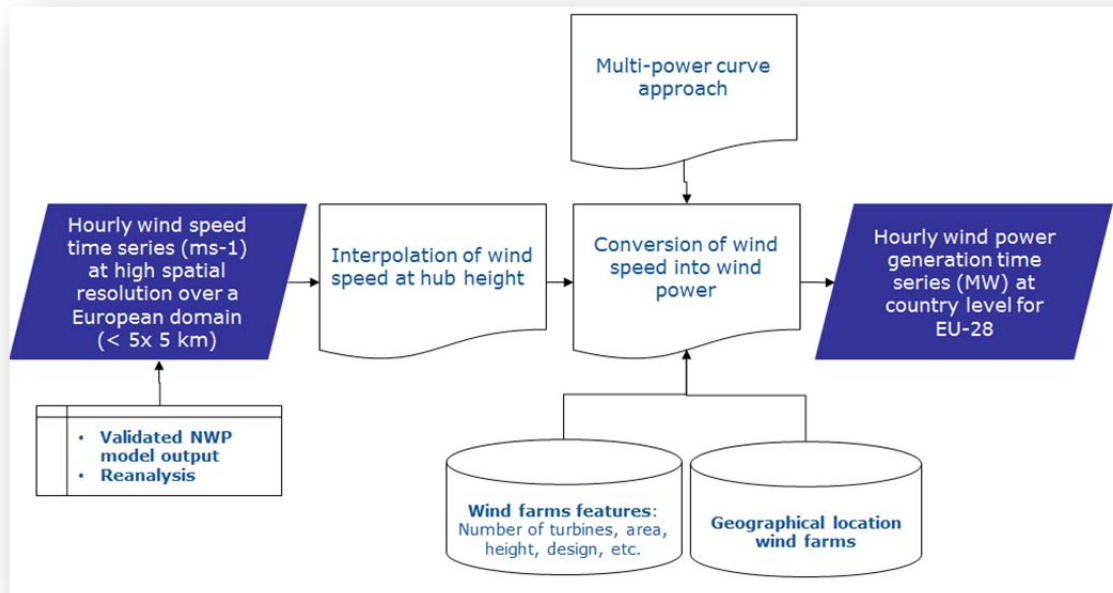 Multi-power curve
approach
Hourly wind speed
time series (ms-1)
at high spatial
resolution over a
European domain
(< 5x 5 km)
Interpolation of wind
speed at hub height
Conversion of wind
speed into wind
power
Hourly wind power
generation time
series (MW) at
country level for
EU-28
• Validated NWP
model output
• Reanalysis
Wind farms features:
Number of turbines, area,
height, design, etc.
Geographical location
wind farms